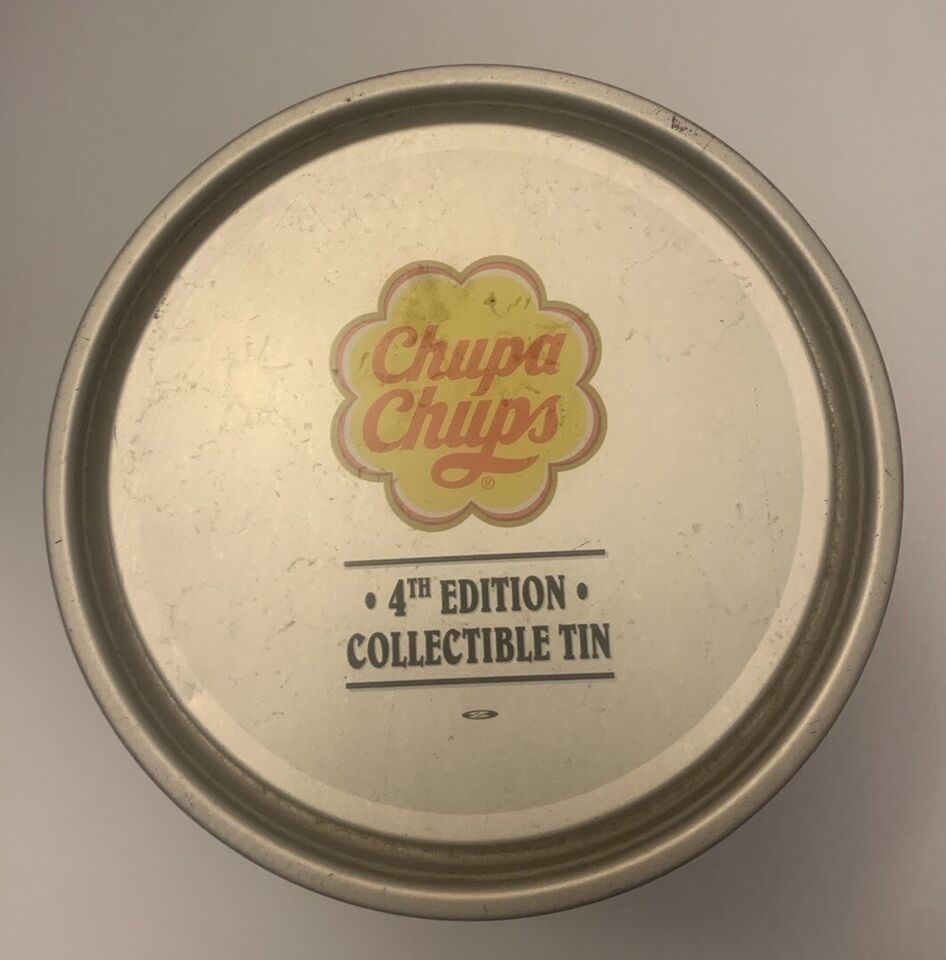 Chupa
Chups
®
• 4TH EDITION •
COLLECTIBLE TIN